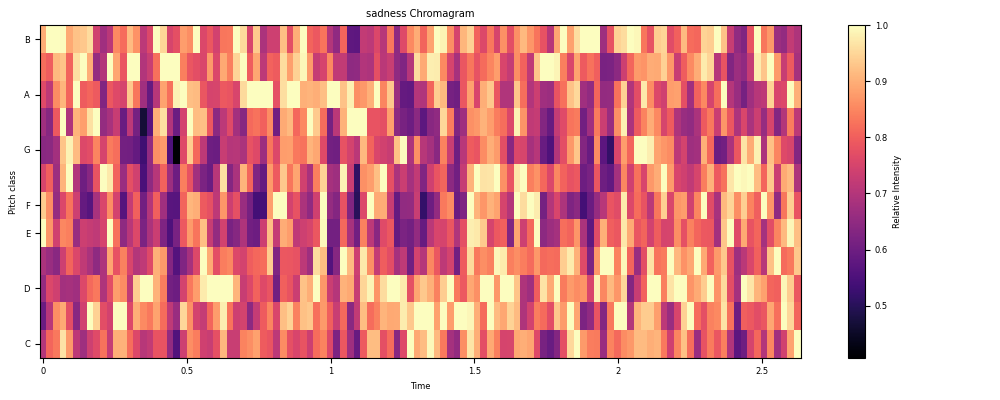 sadness Chromagram
B
A
G
F
E
D
C
Pitch class
0
0.5
1
1.5
2
2.5
Time
1.0
0.9
0.8
0.7
0.6
0.5
Relative Intensity